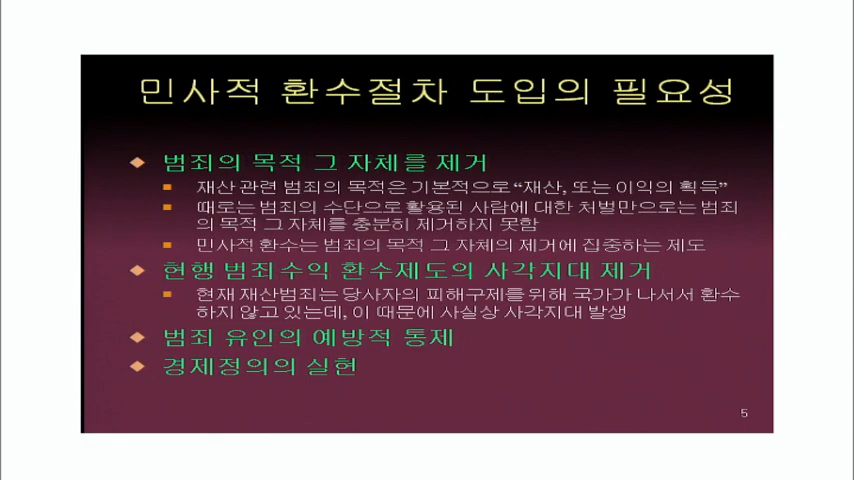 민사적 환수절차 도입의 필요성
범죄의 목적 그 자체를 제거
재산 관련 범죄의 목적은 기본적으로 “재산, 또는 이익의 획득”
때로는 범죄의 수단으로 활용된 사람에 대한 처벌만으로는 범죄
의 목적 그 자체를 충분히 제거하지 못함
민사적 환수는 범죄의 목적 그 자체의 제거에 집중하는 제도
현행 범죄수익 환수제도의 사각지대 제거
현재 재산범죄는 당사자의 피해구제를 위해 국가가 나서서 환수
하지 않고 있는데, 이 때문에 사실상 사각지대 발생
범죄 유인의 예방적 통제
경제정의의 실현
5